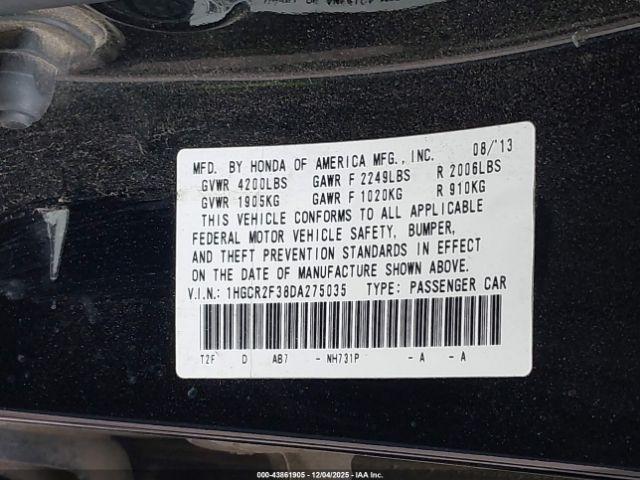 MFD. BY HONDA OF AMERICA MFG., INC. 08/'13
GVWR 4200LBS GAWR F 2249LBS R 2006LBS
GVWR 1905KG GAWR F 1020KG R 910KG
THIS VEHICLE CONFORMS TO ALL APPLICABLE
FEDERAL MOTOR VEHICLE SAFETY, BUMPER,
AND THEFT PREVENTION STANDARDS IN EFFECT
ON THE DATE OF MANUFACTURE SHOWN ABOVE.
V.I.N.: 1HGCR2F38DA275035 TYPE: PASSENGER CAR
T2F D AB7 - NH731P - A - A
00-43861905 - 12/04/2025 - IAA Inc.